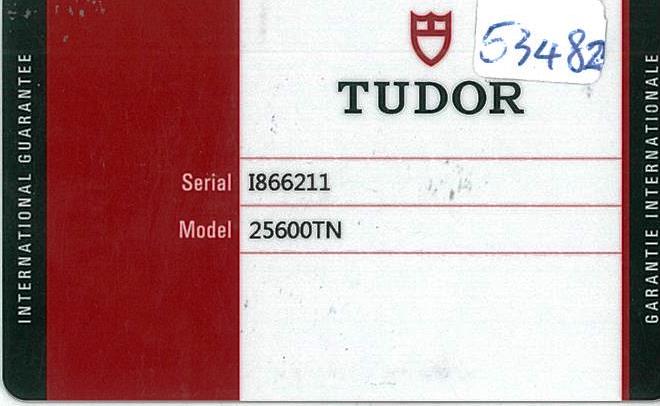 53482
TUDOR
Serial I866211
Model 25600TN
INTERNATIONAL GUARANTEE
GARANTIE INTERNATIONALE